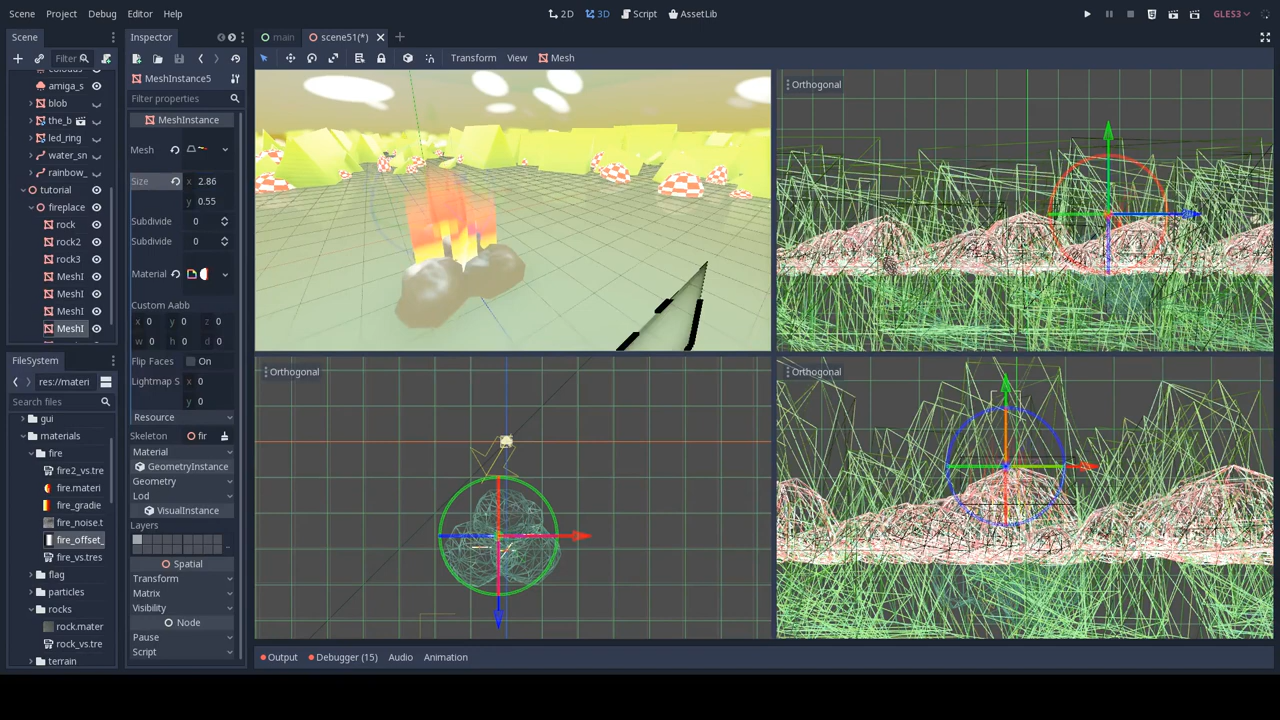 Scene Project Debug Editor Help
2D 3D Script AssetLib
GLES3
Scene
Inspector
main
scene51(*)
Filter
Transform View Mesh
MeshInstance5
amiga_s
blob
the_b
led_ring
water_sn
rainbow_
tutorial
fireplace
rock
rock2
rock3
MeshI
MeshI
MeshI
MeshI
Filter properties
MeshInstance
Mesh
Size x 2.86
y 0.55
Subdivide 0
Subdivide 0
Material
Custom Aabb
x 0 y 0 z 0
w 0 h 0 d 0
Flip Faces On
Lightmap S x 0
y 0
Resource
Skeleton fir
Material
GeometryInstance
Geometry
Lod
VisualInstance
Layers
Spatial
Transform
Matrix
Visibility
Node
Pause
Script
FileSystem
res://materi
Search files
gui
materials
fire
fire2_vs.tre
fire.materi
fire_gradie
fire_noise.t
fire_offset_
fire_vs.tres
flag
particles
rocks
rock.mater
rock_vs.tre
terrain
Orthogonal
Orthogonal
Orthogonal
Output Debugger (15) Audio Animation